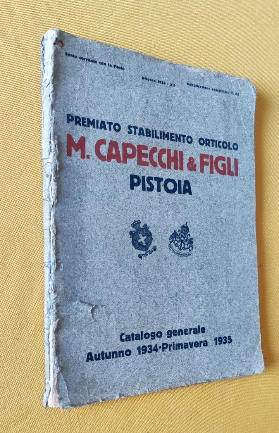 PREMIATO STABILIMENTO ORTICOLO
M. CAPECCHI & FIGLI
PISTOIA
Catalogo generale
Autunno 1934-Primavera 1935